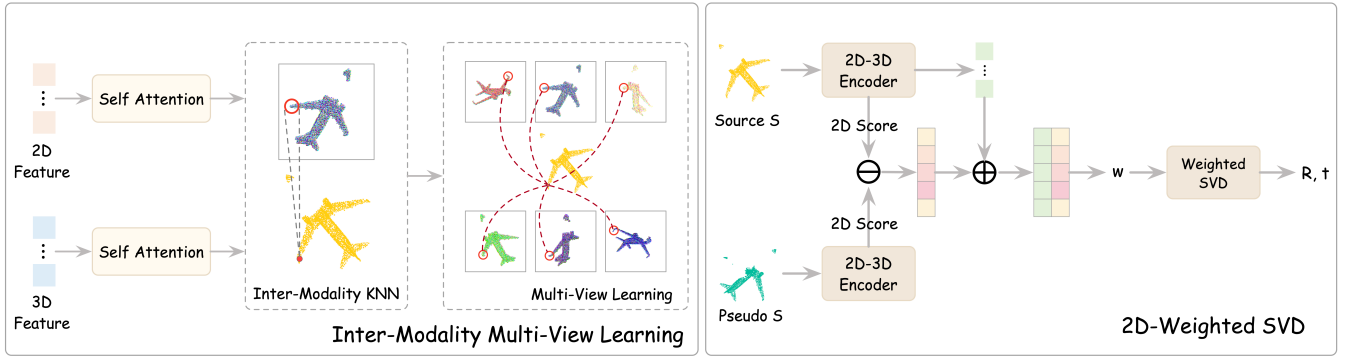 2D
Feature
Self Attention
3D
Feature
Self Attention
Inter-Modality KNN
Multi-View Learning
Inter-Modality Multi-View Learning
Source S
2D-3D
Encoder
2D Score
2D Score
Pseudo S
2D-3D
Encoder
w
Weighted
SVD
R, t
2D-Weighted SVD